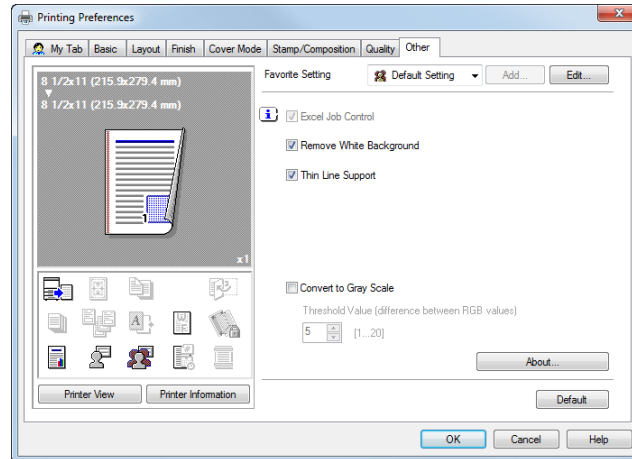 Printing Preferences
My Tab Basic Layout Finish Cover Mode Stamp/Composition Quality Other
8 1/2x11 (215.9x279.4 mm)
8 1/2x11 (215.9x279.4 mm)
1
x1
Printer View Printer Information
Favorite Setting Default Setting Add... Edit...
Excel Job Control
Remove White Background
Thin Line Support
Convert to Gray Scale
Threshold Value (difference between RGB values)
5 [1...20]
About...
Default
OK Cancel Help